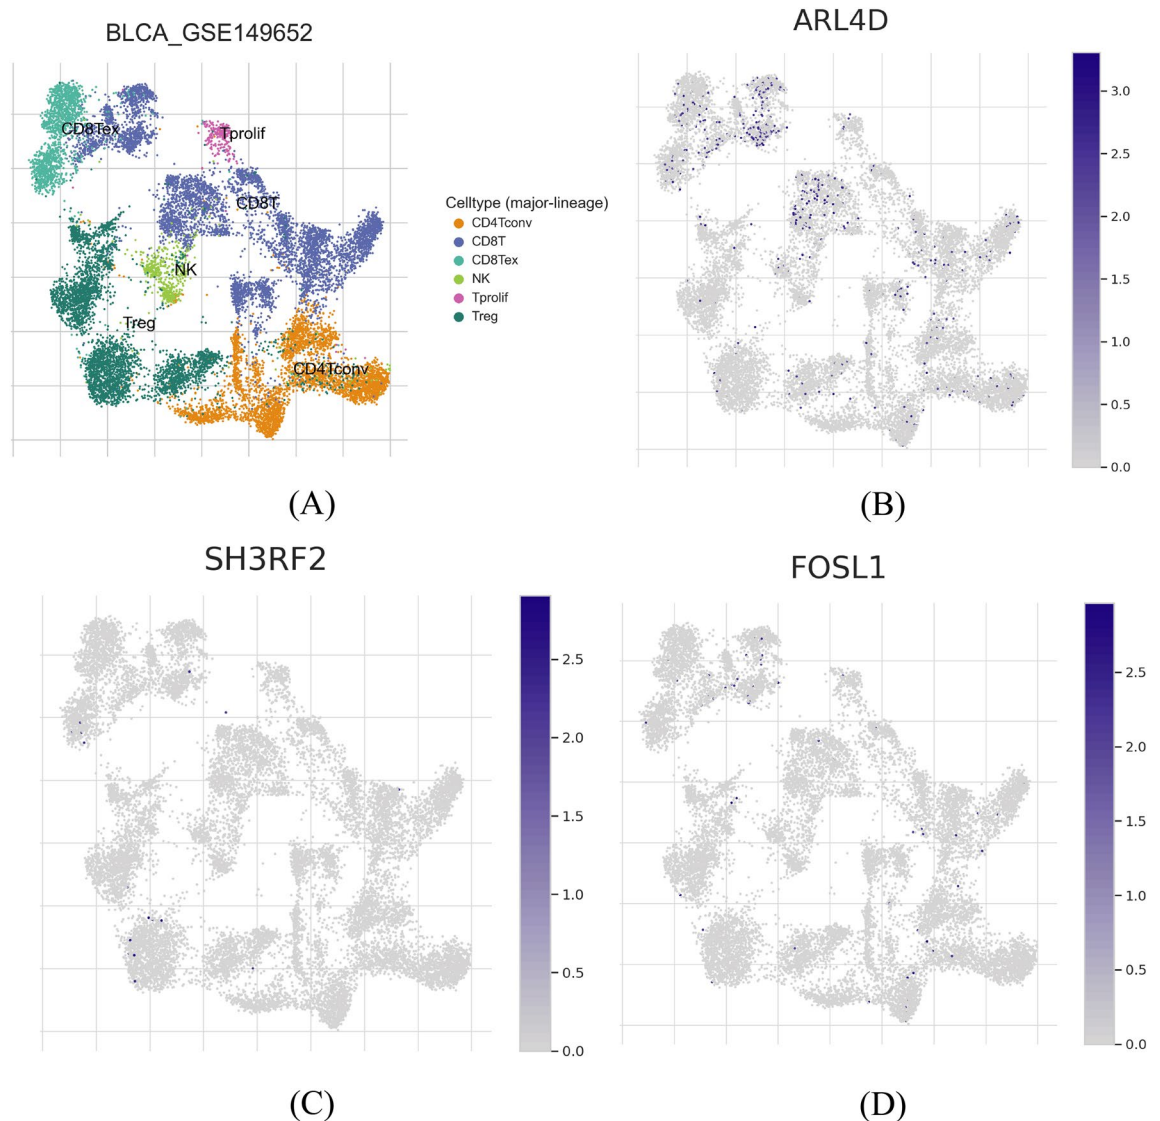 BLCA_GSE149652
CD8Tex
Tprolif
CD8T
NK
Treg
CD4Tconv
Celltype (major-lineage)
CD4Tconv
CD8T
CD8Tex
NK
Tprolif
Treg
(A)
ARL4D
3.0
2.5
2.0
1.5
1.0
0.5
0.0
(B)
SH3RF2
2.5
2.0
1.5
1.0
0.5
0.0
(C)
FOSL1
2.5
2.0
1.5
1.0
0.5
0.0
(D)